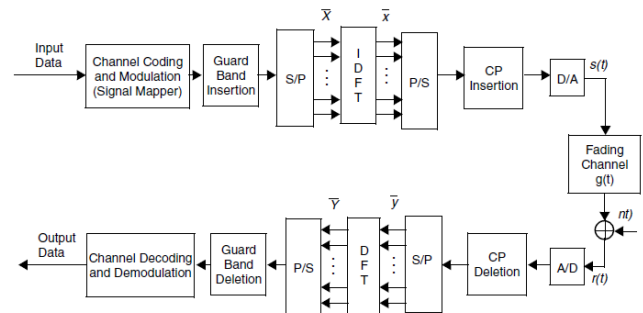 Input
Data
Channel Coding
and Modulation
(Signal Mapper)
Guard
Band
Insertion
S/P
X
I
D
F
T
x
P/S
CP
Insertion
D/A
s(t)
Fading
Channel
g(t)
nt)
r(t)
A/D
CP
Deletion
S/P
y
D
F
T
Y
P/S
Guard
Band
Deletion
Channel Decoding
and Demodulation
Output
Data